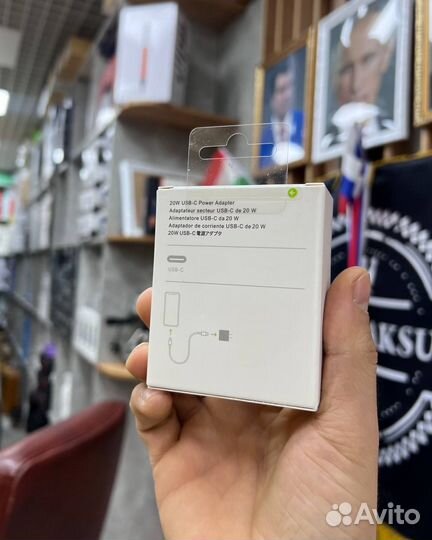 20W USB-C Power Adapter
Adaptateur secteur USB-C de 20 W
Alimentatore USB-C da 20 W
Adaptador de corriente USB-C de 20 W
20W USB-C電源アダプタ
USB-C
AKSU
Avito